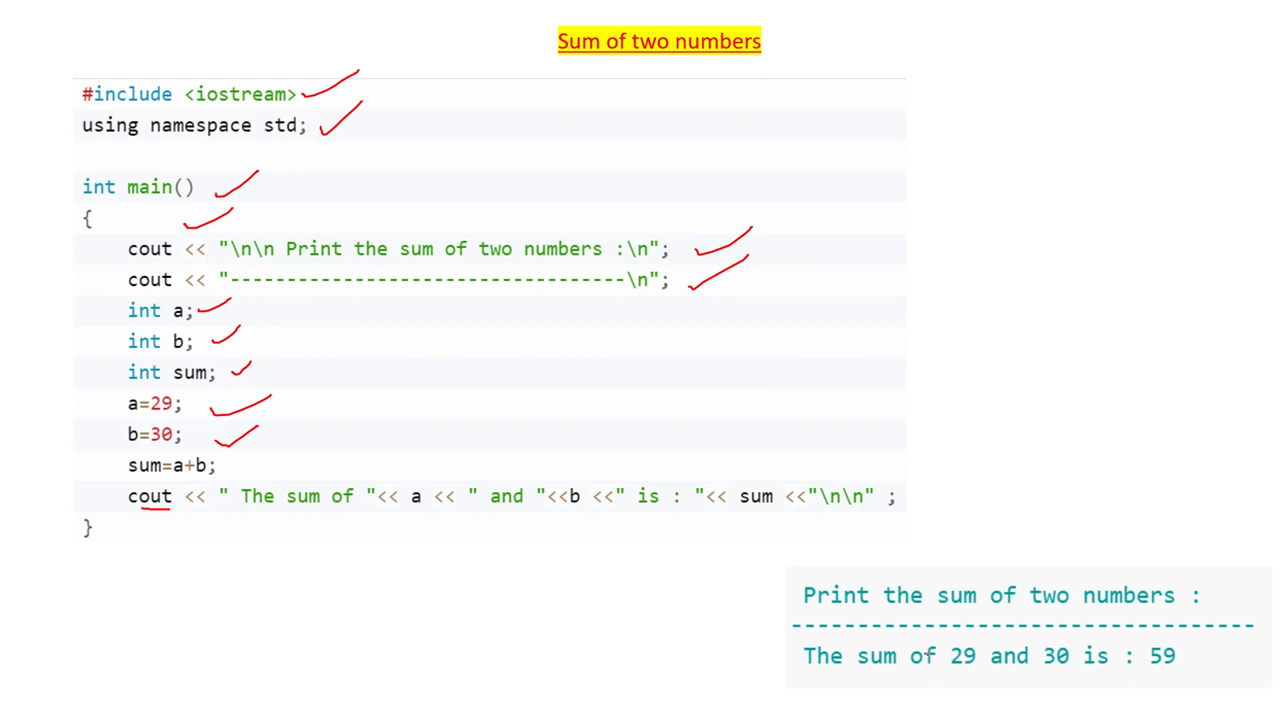 Sum of two numbers
#include <iostream>
using namespace std;
int main()
{
cout << "\n\n Print the sum of two numbers :\n";
cout << "-----------------------------------\n";
int a;
int b;
int sum;
a=29;
b=30;
sum=a+b;
cout << " The sum of "<< a << " and "<<b <<" is : "<< sum <<"\n\n" ;
}
Print the sum of two numbers :
-----------------------------------
The sum of 29 and 30 is : 59